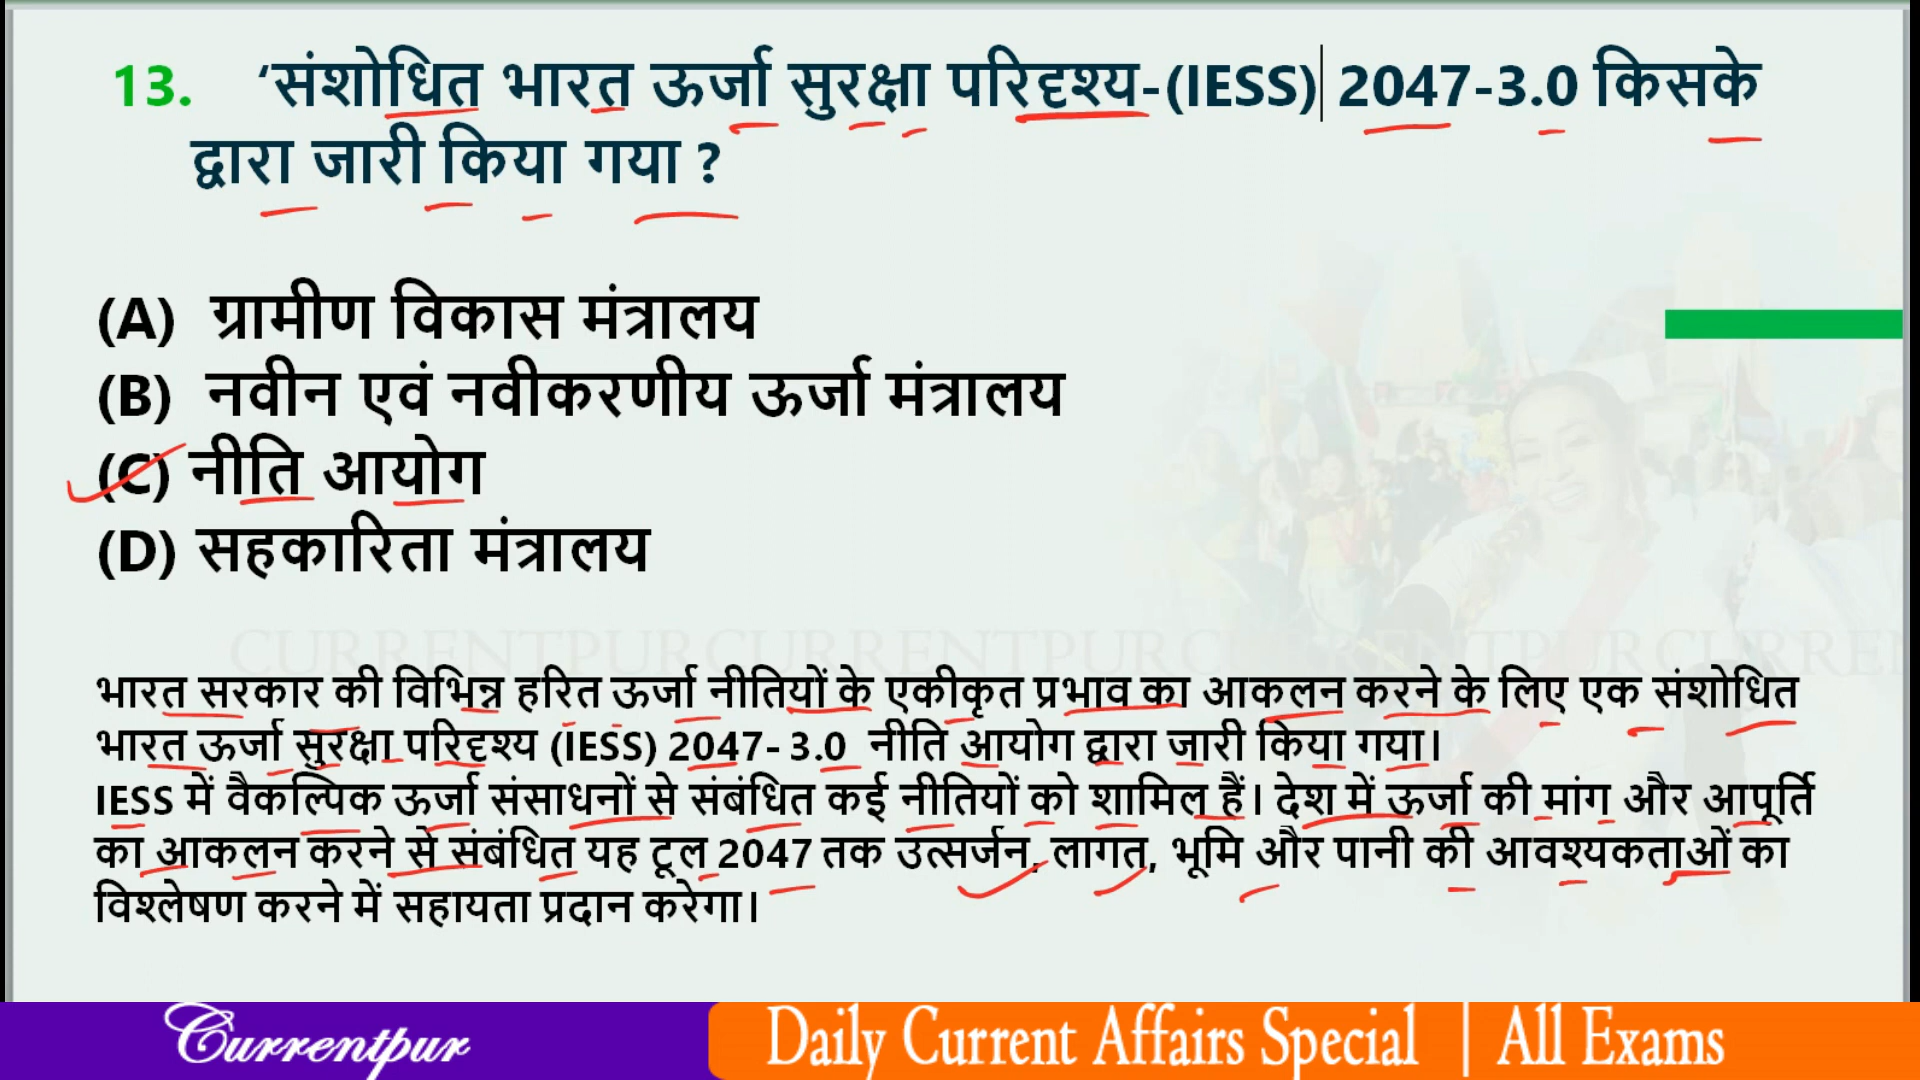 13. ‘संशोधित भारत ऊर्जा सुरक्षा परिदृश्य-(IESS) 2047-3.0 किसके
द्वारा जारी किया गया ?
(A) ग्रामीण विकास मंत्रालय
(B) नवीन एवं नवीकरणीय ऊर्जा मंत्रालय
(C) नीति आयोग
(D) सहकारिता मंत्रालय
CURRENTPURCURRENTPURCURRENTPURCURREN
भारत सरकार की विभिन्न हरित ऊर्जा नीतियों के एकीकृत प्रभाव का आकलन करने के लिए एक संशोधित
भारत ऊर्जा सुरक्षा परिदृश्य (IESS) 2047- 3.0 नीति आयोग द्वारा जारी किया गया।
IESS में वैकल्पिक ऊर्जा संसाधनों से संबंधित कई नीतियों को शामिल हैं। देश में ऊर्जा की मांग और आपूर्ति
का आकलन करने से संबंधित यह टूल 2047 तक उत्सर्जन, लागत, भूमि और पानी की आवश्यकताओं का
विश्लेषण करने में सहायता प्रदान करेगा।
Currentpur
Daily Current Affairs Special | All Exams